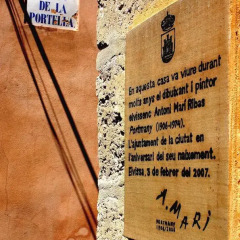 DE LA
PORTELLA
En aquesta casa va viure durant
molts anys el dibuixant i pintor
eivissenc Antoni Marí Ribas
Portmany (1906-1974).
L'ajuntament de la ciutat en
l'aniversari del seu naixement.
Eivissa, 3 de febrer del 2007.
A. MARÍ